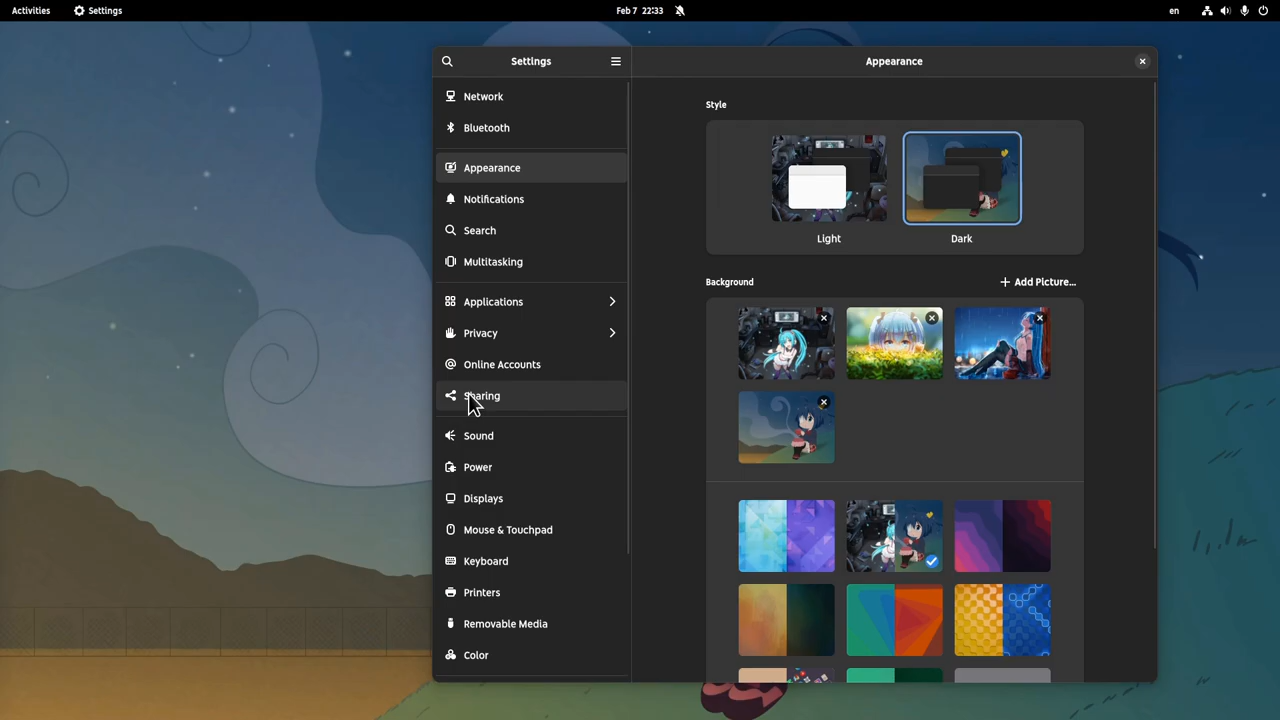 Activities
Settings
Feb 7 22:33
en
Settings
Network
Bluetooth
Appearance
Notifications
Search
Multitasking
Applications
Privacy
Online Accounts
Sharing
Sound
Power
Displays
Mouse & Touchpad
Keyboard
Printers
Removable Media
Color
Appearance
Style
Light
Dark
Background
Add Picture...